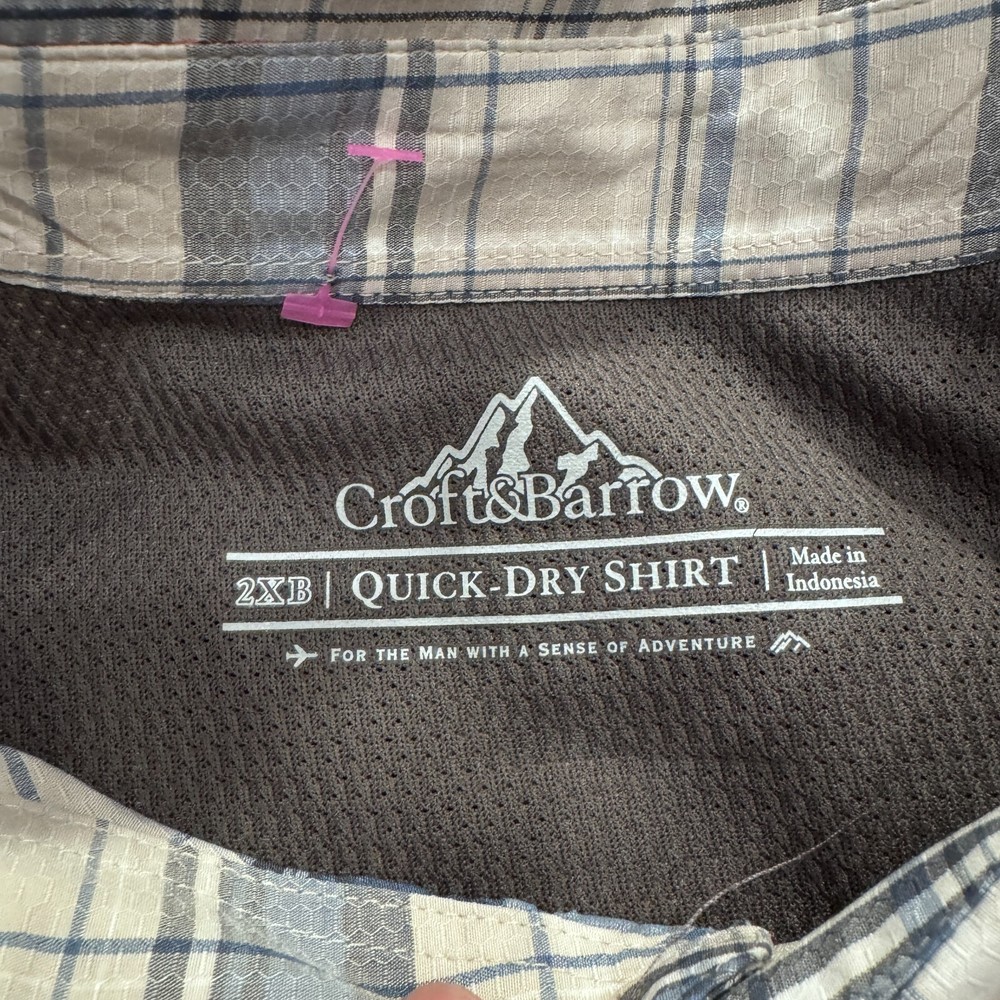 Croft&Barrow®
2XB | QUICK-DRY SHIRT | Made in Indonesia
FOR THE MAN WITH A SENSE OF ADVENTURE